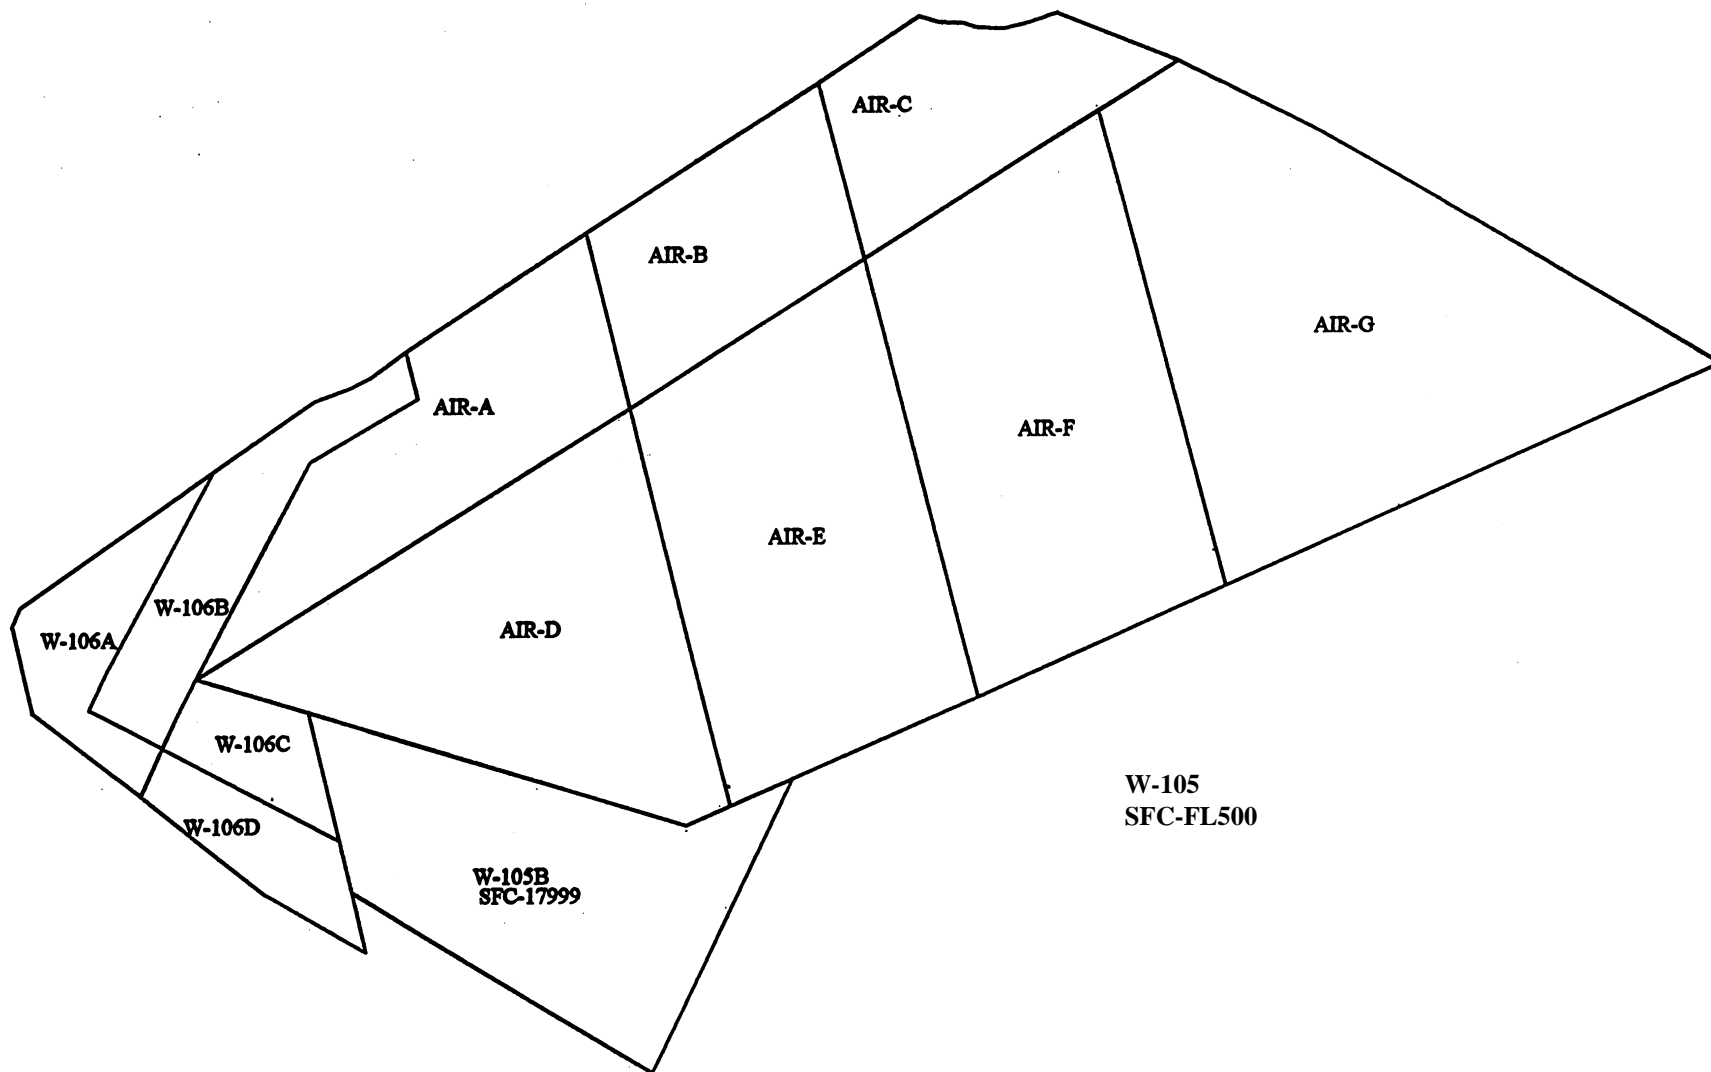 AIR-C
AIR-B
AIR-G
AIR-A
AIR-F
AIR-E
W-106B
AIR-D
W-106A
W-106C
W-105
SFC-FL500
W-106D
W-105B
SFC-17999